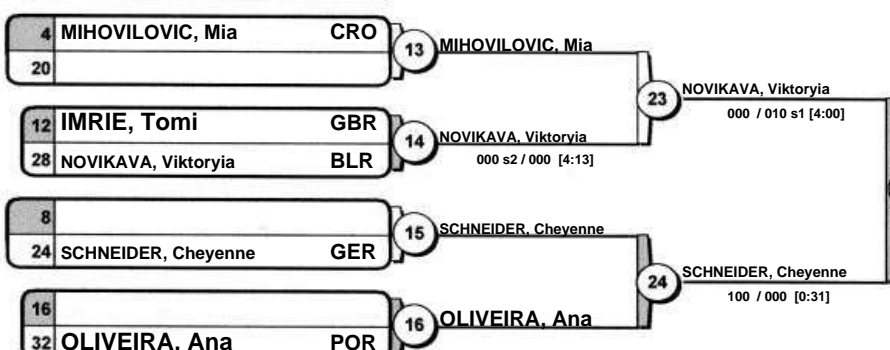 4 MIHOVILOVIC, Mia CRO
20
13 MIHOVILOVIC, Mia
12 IMRIE, Tomi GBR
28 NOVIKAVA, Viktoryia BLR
14 NOVIKAVA, Viktoryia
000 s2 / 000 [4:13]
23 NOVIKAVA, Viktoryia
000 / 010 s1 [4:00]
8
24 SCHNEIDER, Cheyenne GER
15 SCHNEIDER, Cheyenne
16
32 OLIVEIRA, Ana POR
16 OLIVEIRA, Ana
24 SCHNEIDER, Cheyenne
100 / 000 [0:31]